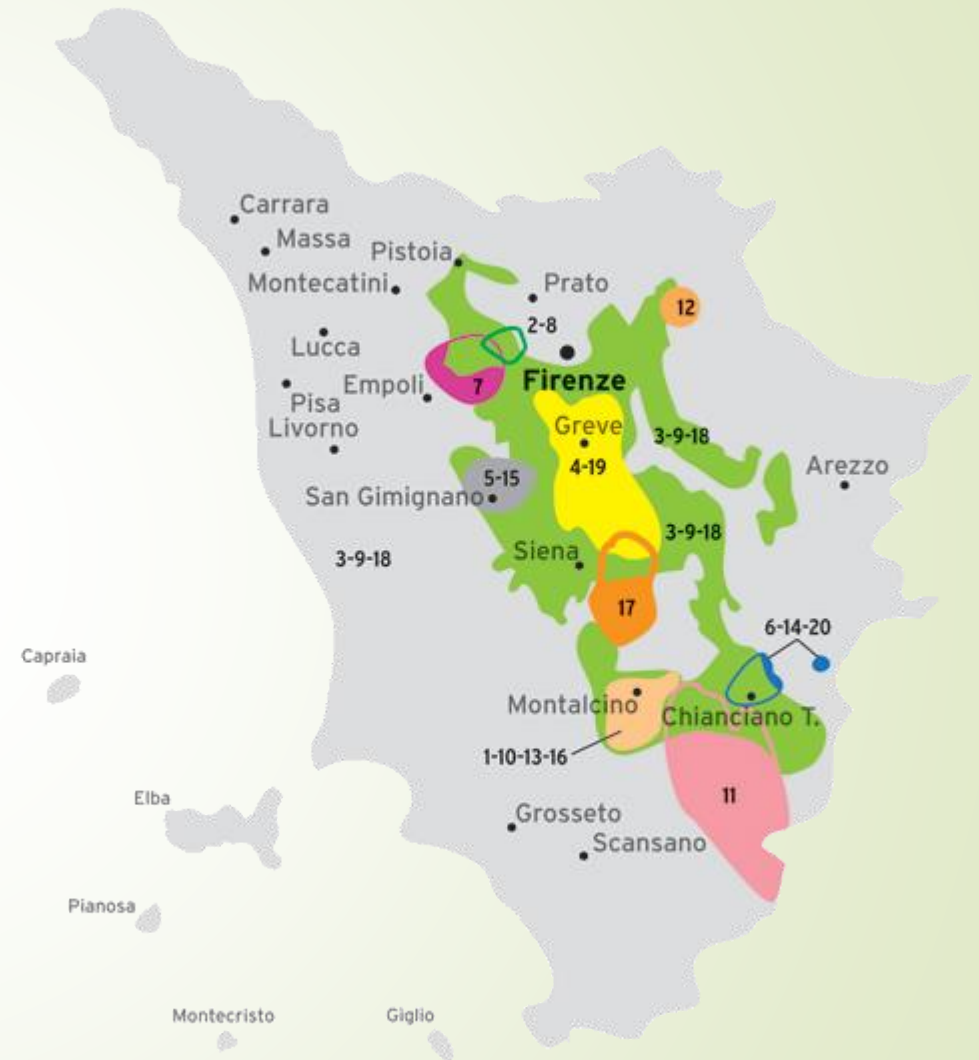 Carrara
Massa
Pistoia
Montecatini
Prato
12
2-8
Lucca
Firenze
Empoli
7
Pisa
Livorno
Greve
3-9-18
4-19
Arezzo
5-15
San Gimignano
3-9-18
Siena
3-9-18
17
6-14-20
Capraia
Montalcino
Chianciano T.
1-10-13-16
11
Elba
Grosseto
Scansano
Pianosa
Montecristo
Giglio